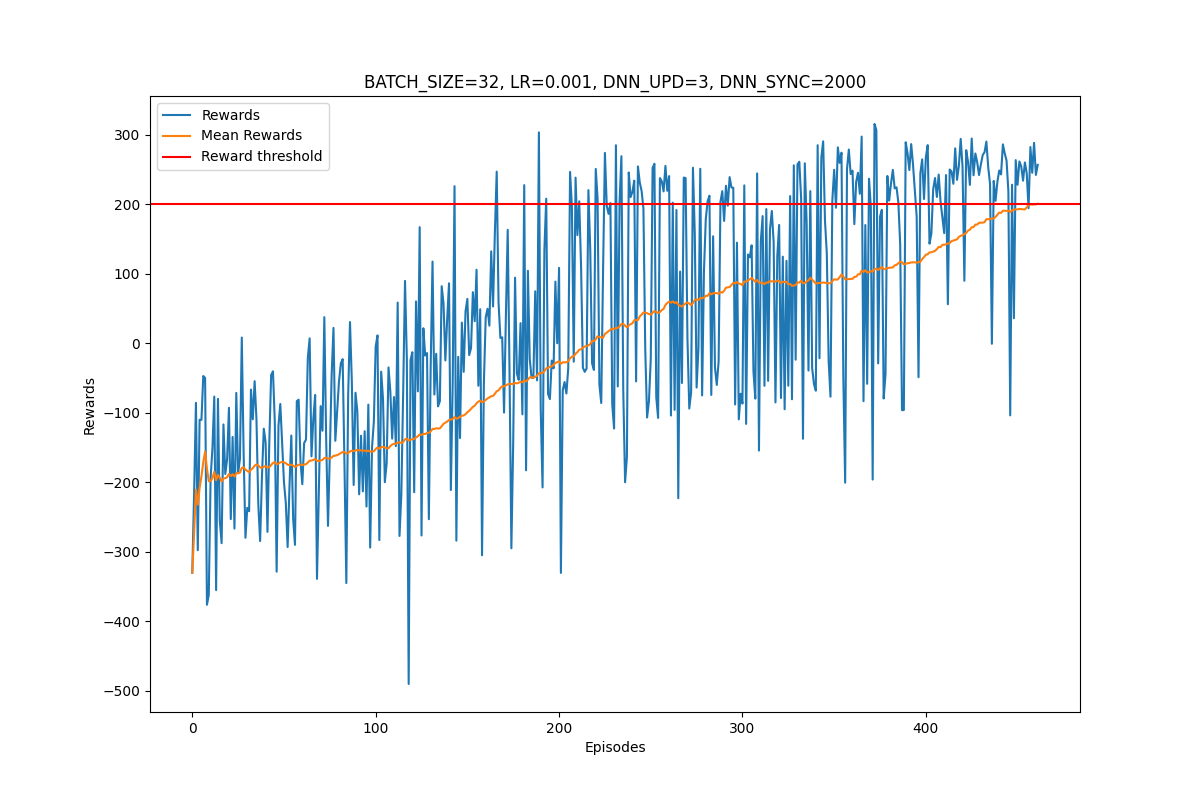 BATCH_SIZE=32, LR=0.001, DNN_UPD=3, DNN_SYNC=2000
Rewards
Mean Rewards
Reward threshold
300
200
100
0
−100
−200
−300
−400
−500
Rewards
0 100 200 300 400
Episodes